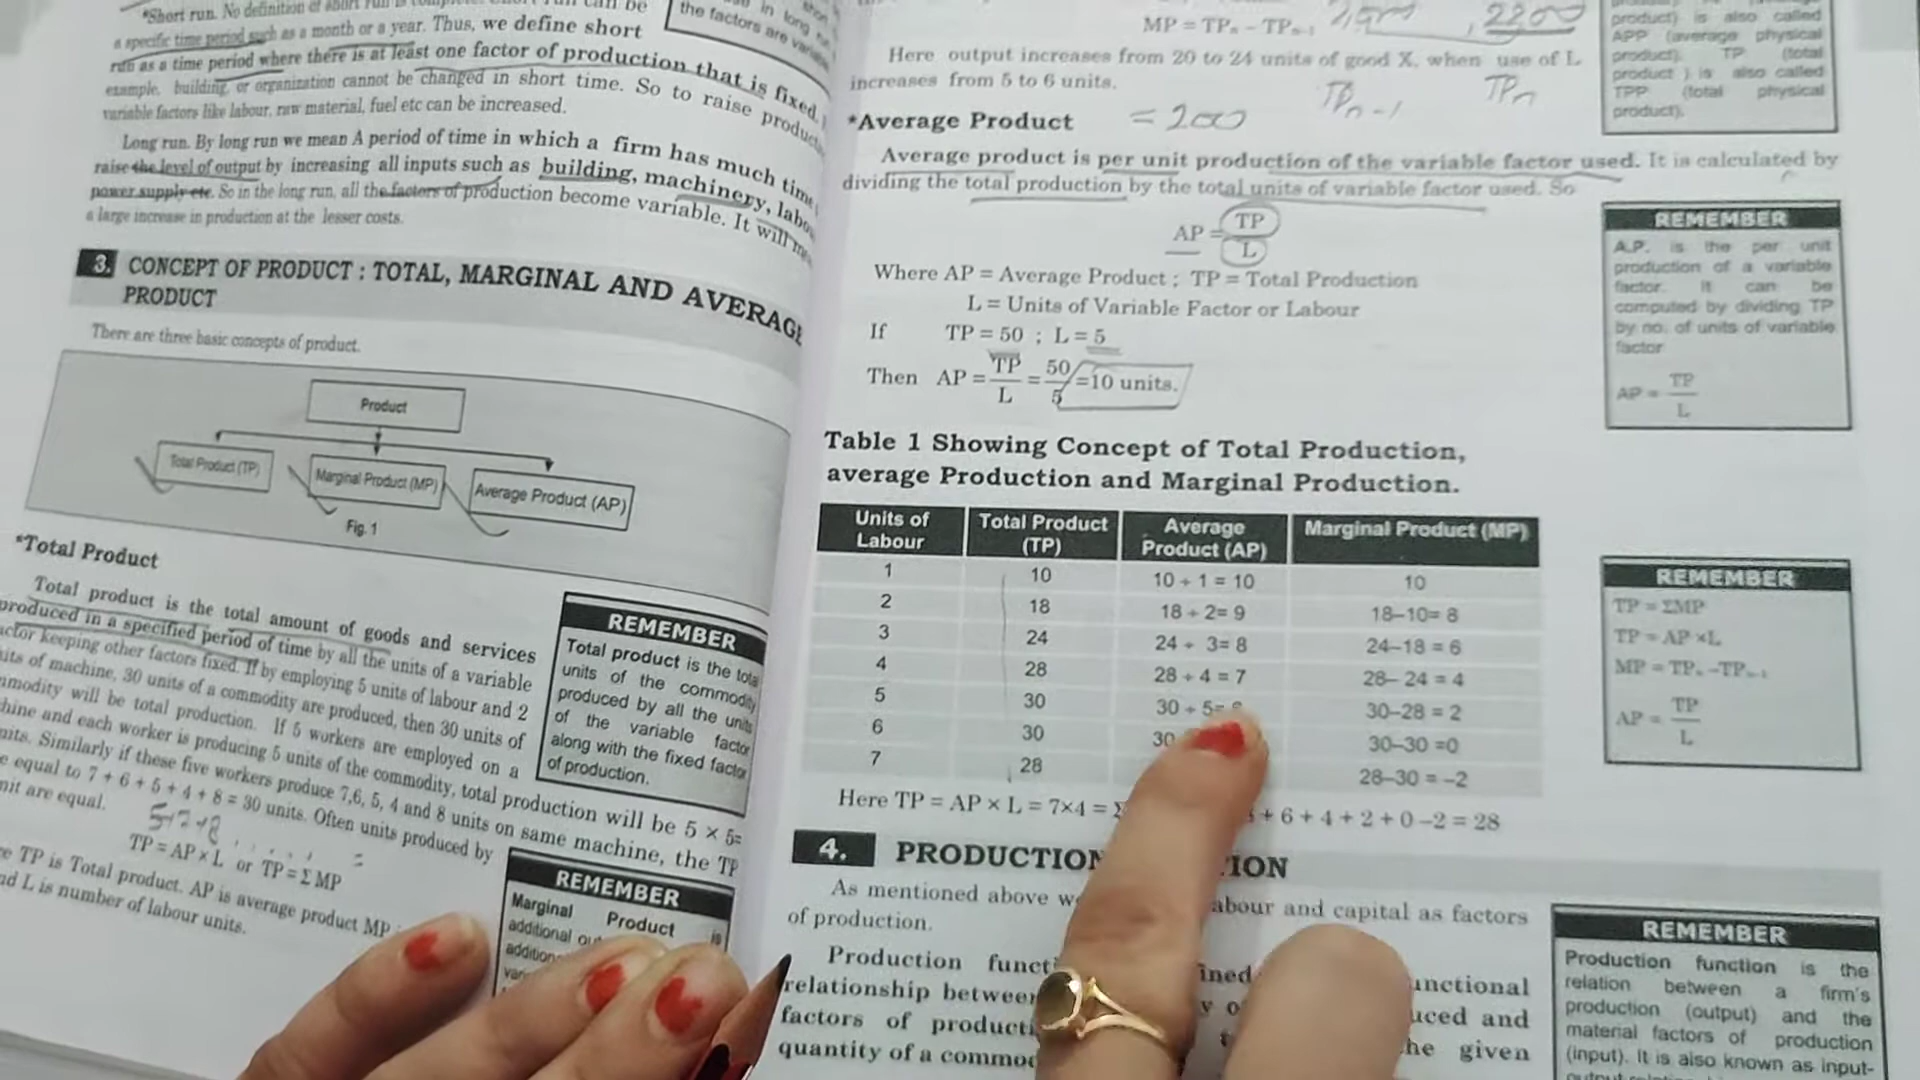 *Short run. No definition of short run is
a specific time period such as a month or a year. Thus, we define short
run as a time period where there is at least one factor of production that is fixed.
example, building, or organization cannot be changed in short time. So to raise
variable factors like labour, raw material, fuel etc can be increased.
Long run. By long run we mean A period of time in which a firm has much time
raise the level of output by increasing all inputs such as building, machinery,
power supply etc. So in the long run, all the factors of production become variable. It will
a large increase in production at the lesser costs.
the factors are
3. CONCEPT OF PRODUCT : TOTAL, MARGINAL AND AVERAGE
PRODUCT
There are three basic concepts of product.
Product
Total Product (TP)
Marginal Product (MP)
Average Product (AP)
Fig. 1
*Total Product
Total product is the total amount of goods and services
produced in a specified period of time by all the units of a variable
factor keeping other factors fixed. If by employing 5 units of labour and 2
of machine, 30 units of a commodity are produced, then 30 units of
will be total production. If 5 workers are employed on a
and each worker is producing 5 units of the commodity, total production will be 5 × 5=
Similarly if these five workers produce 7,6, 5, 4 and 8 units on same machine, the TP
equal to 7 + 6 + 5 + 4 + 8 = 30 units. Often units produced by
are equal.
5+7+8
TP = AP × L or TP = Σ MP
TP is Total product. AP is average product MP
L is number of labour units.
REMEMBER
Total product is the
units of the commodity
produced by all the
of the variable factor
along with the fixed factor
of production.
REMEMBER
Marginal Product is
additional
MP = TPn – TPn-1
2200
Here output increases from 20 to 24 units of good X, when use of L
increases from 5 to 6 units.
TPn-1
TPn
*Average Product
= 200
Average product is per unit production of the variable factor used. It is calculated by
dividing the total production by the total units of variable factor used. So
AP = TP
L
Where AP = Average Product ; TP = Total Production
L = Units of Variable Factor or Labour
If TP = 50 ; L = 5
Then AP = TP/L = 50/5 =10 units.
Table 1 Showing Concept of Total Production,
average Production and Marginal Production.
Units of Labour Total Product (TP) Average Product (AP) Marginal Product (MP)
1 10 10 ÷ 1 = 10 10
2 18 18 ÷ 2= 9 18–10= 8
3 24 24 ÷ 3= 8 24–18 = 6
4 28 28 ÷ 4 = 7 28– 24 = 4
5 30 30 ÷ 5= 30–28 = 2
6 30 30 30–30 =0
7 28 28–30 = –2
Here TP = AP × L = 7×4 = + 6 + 4 + 2 + 0 –2 = 28
4. PRODUCTION
As mentioned above labour and capital as factors
of production.
Production
relationship between
factors of
quantity of a given
product) is also called
APP (average physical
product). TP (total
product ) is also called
TPP (total physical
product).
REMEMBER
A.P. is the per unit
production of a variable
factor. It can be
computed by dividing TP
by no. of units of variable
factor
AP = TP
L
REMEMBER
TP = ΣMP
TP = AP ×L
MP = TPn –TPn-1
AP = TP
L
REMEMBER
Production function is the
relation between a firm's
production (output) and the
material factors of production
(input). It is also known as input-